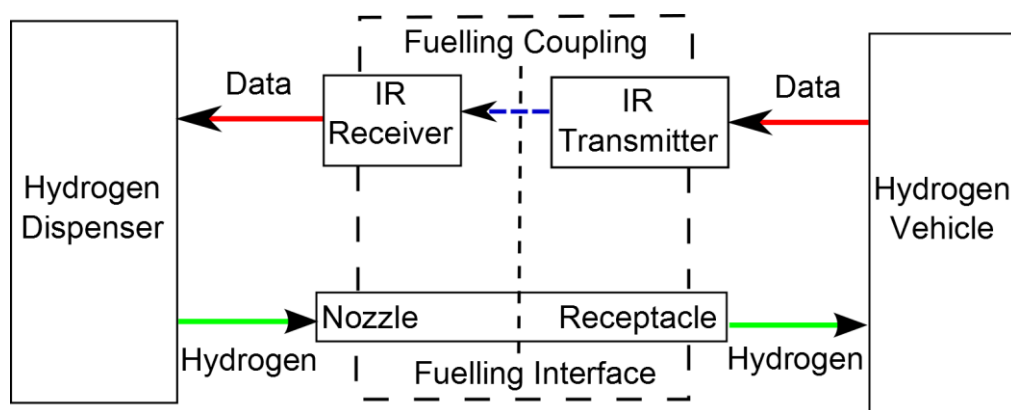 Fuelling Coupling
Data
IR
Receiver
IR
Transmitter
Data
Hydrogen
Dispenser
Hydrogen
Vehicle
Nozzle
Receptacle
Hydrogen
Fuelling Interface
Hydrogen